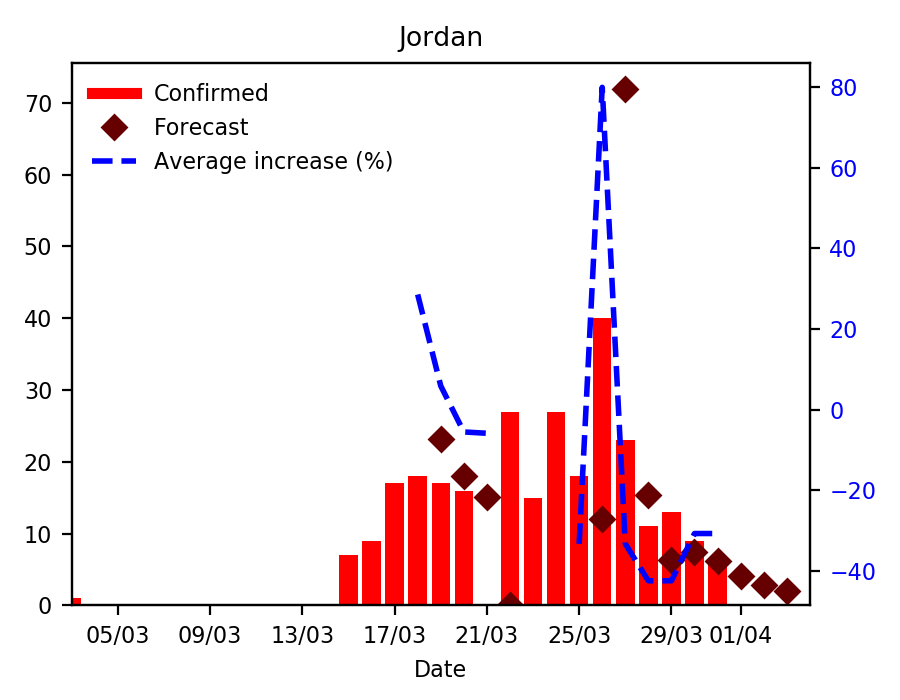 Jordan
Confirmed
Forecast
Average increase (%)
70
60
50
40
30
20
10
0
80
60
40
20
0
−20
−40
05/03 09/03 13/03 17/03 21/03 25/03 29/03 01/04
Date